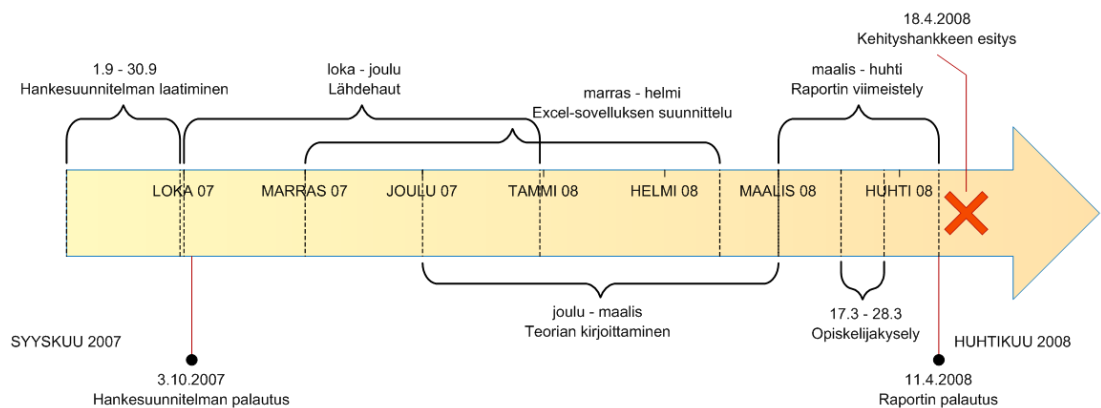 18.4.2008
Kehityshankkeen esitys
1.9 - 30.9
Hankesuunnitelman laatiminen
loka - joulu
Lähdehaut
marras - helmi
Excel-sovelluksen suunnittelu
maalis - huhti
Raportin viimeistely
LOKA 07
MARRAS 07
JOULU 07
TAMMI 08
HELMI 08
MAALIS 08
HUHTI 08
joulu - maalis
Teorian kirjoittaminen
17.3 - 28.3
Opiskelijakysely
SYYSKUU 2007
HUHTIKUU 2008
3.10.2007
Hankesuunnitelman palautus
11.4.2008
Raportin palautus